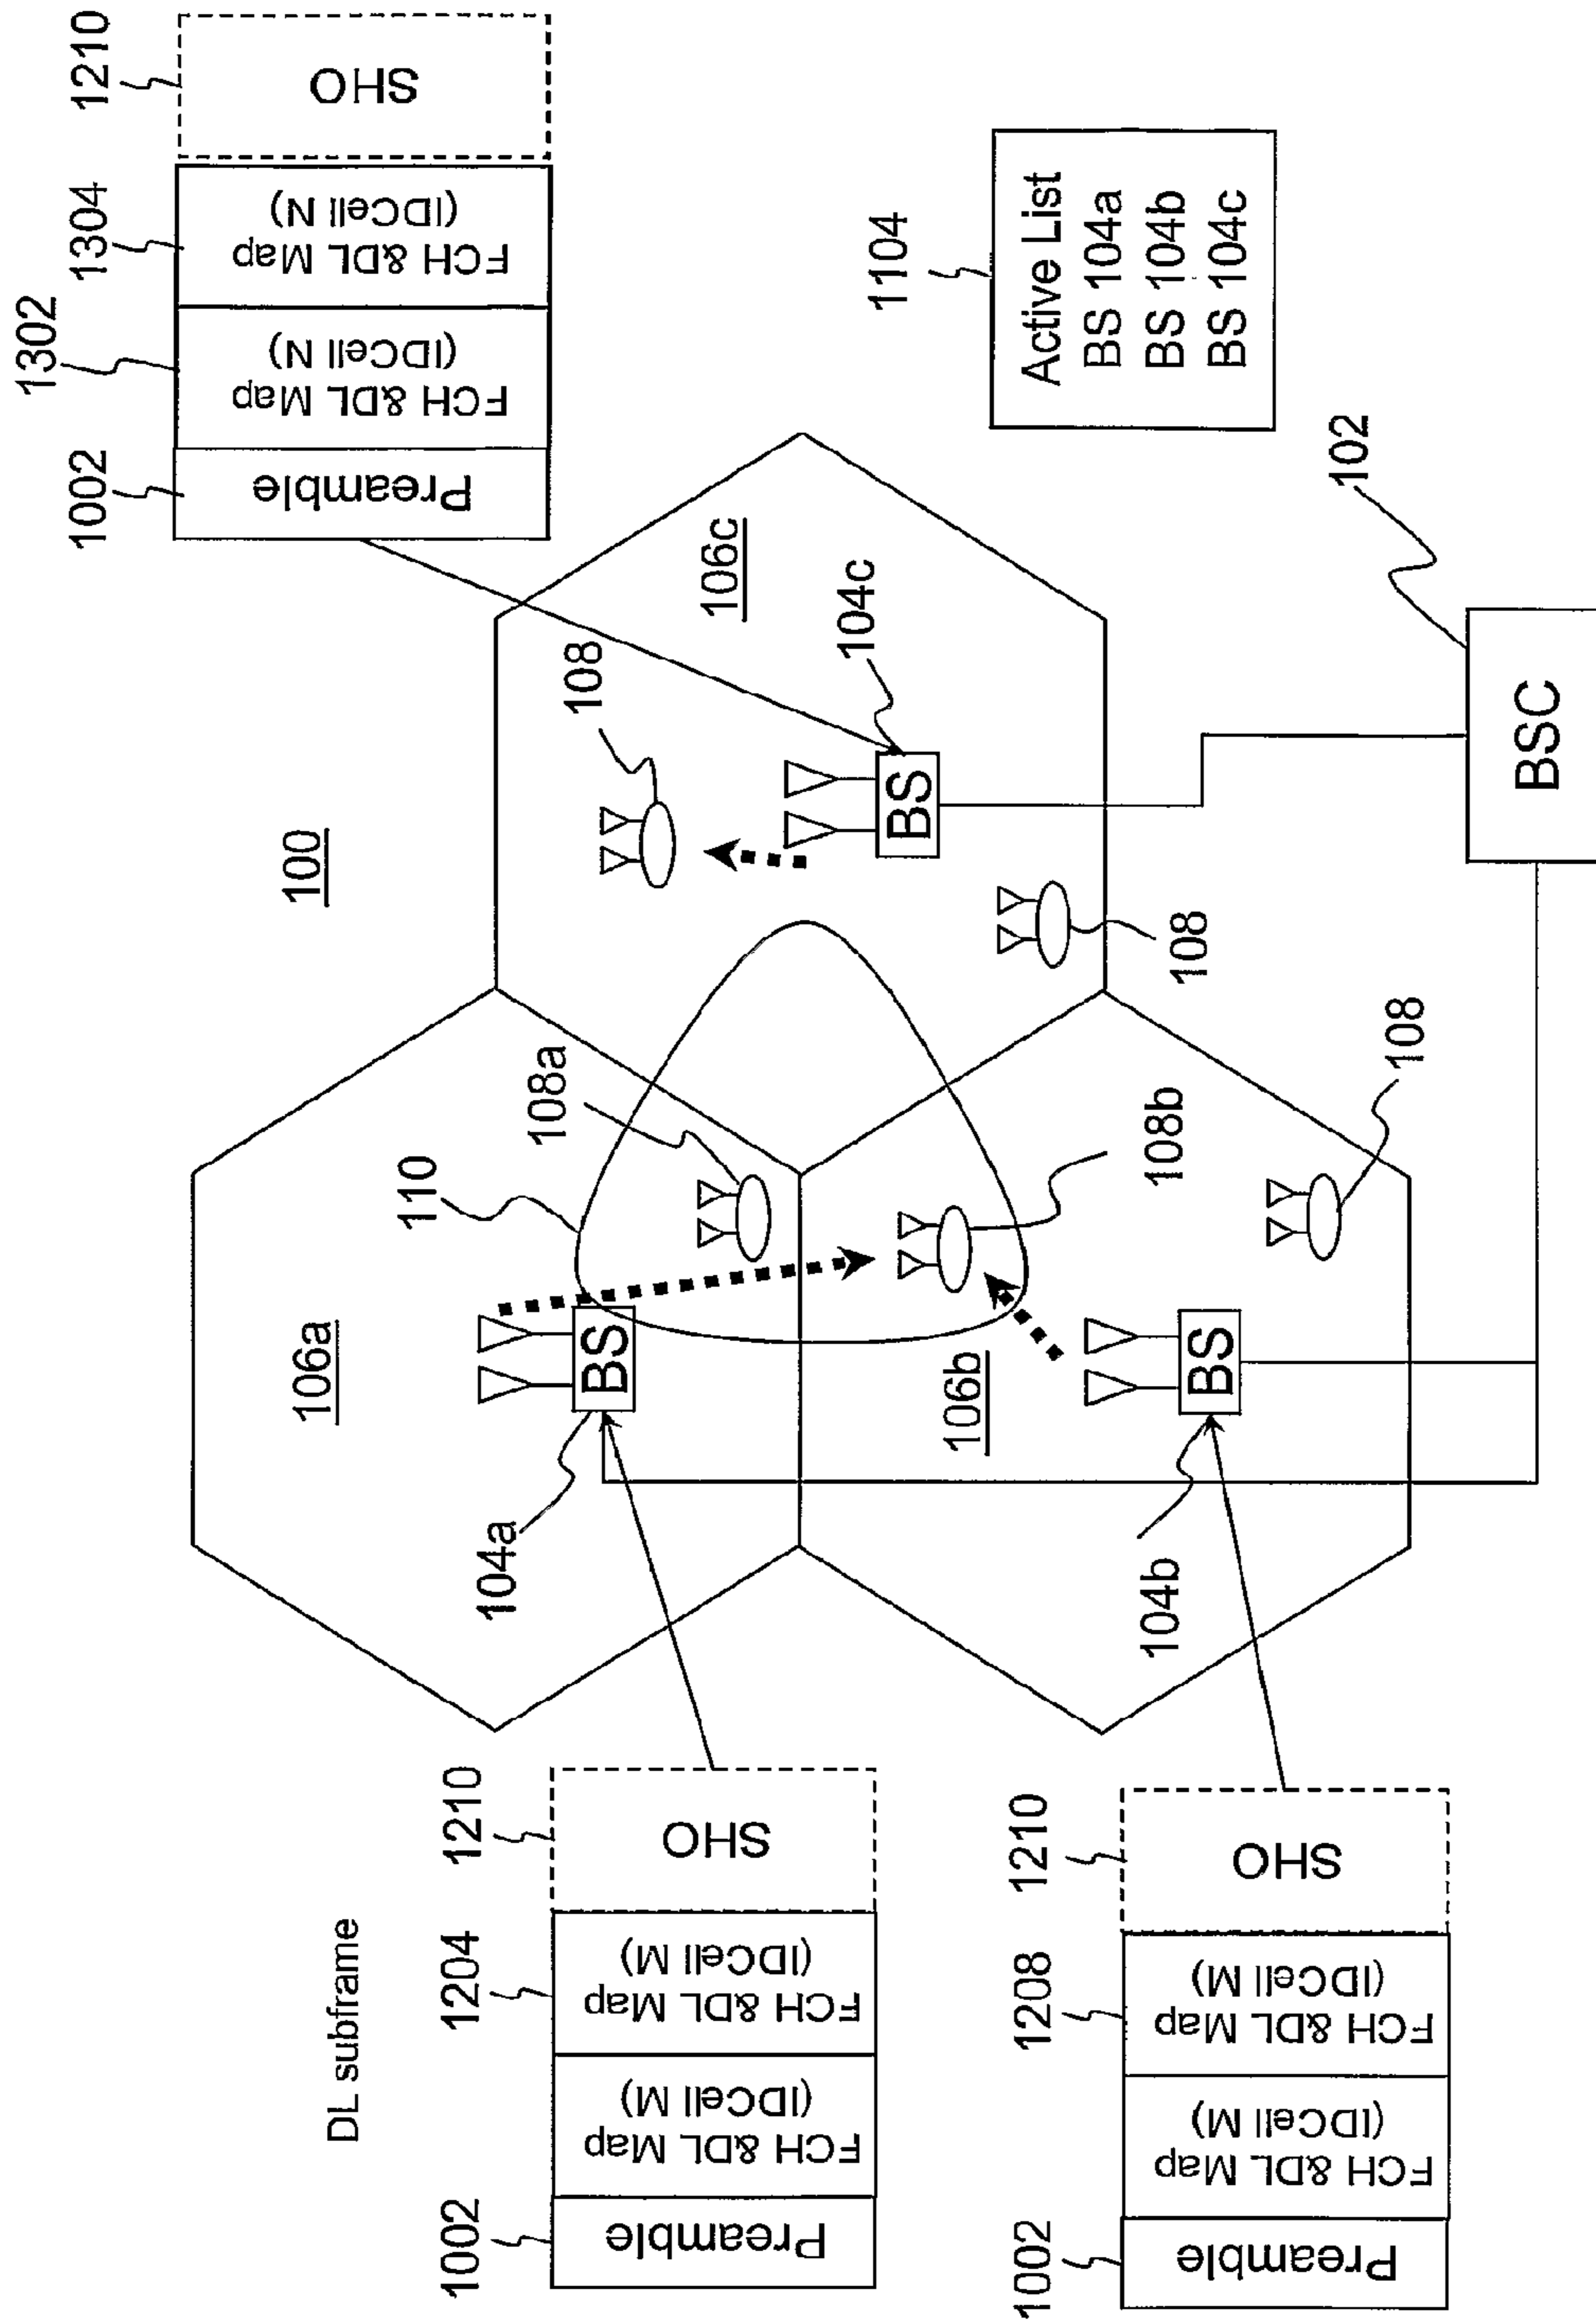 DL subframe
1002
Preamble
FCH &DL Map
(IDCell M)
1204
FCH &DL Map
(IDCell M)
1210
SHO
1002
Preamble
FCH &DL Map
(IDCell M)
1208
FCH &DL Map
(IDCell M)
1210
SHO
1002
Preamble
1302
FCH &DL Map
(IDCell N)
1304
FCH &DL Map
(IDCell N)
1210
SHO
100
106a
104a
BS
110
108a
106b
104b
BS
108b
108
106c
108
104c
BS
108
1104
Active List
BS 104a
BS 104b
BS 104c
102
BSC